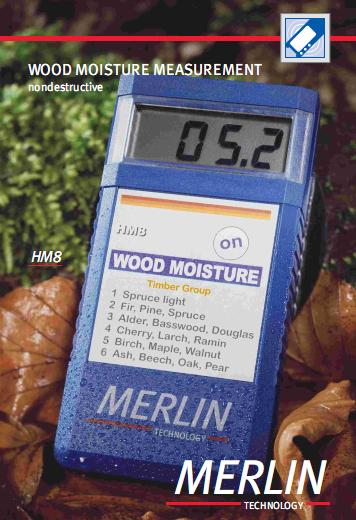 WOOD MOISTURE MEASUREMENT
nondestructive
05.2
HM8
HM8
on
WOOD MOISTURE
Timber Group
1 Spruce light
2 Fir, Pine, Spruce
3 Alder, Basswood, Douglas
4 Cherry, Larch, Ramin
5 Birch, Maple, Walnut
6 Ash, Beech, Oak, Pear
MERLIN
TECHNOLOGY
MERLIN
TECHNOLOGY